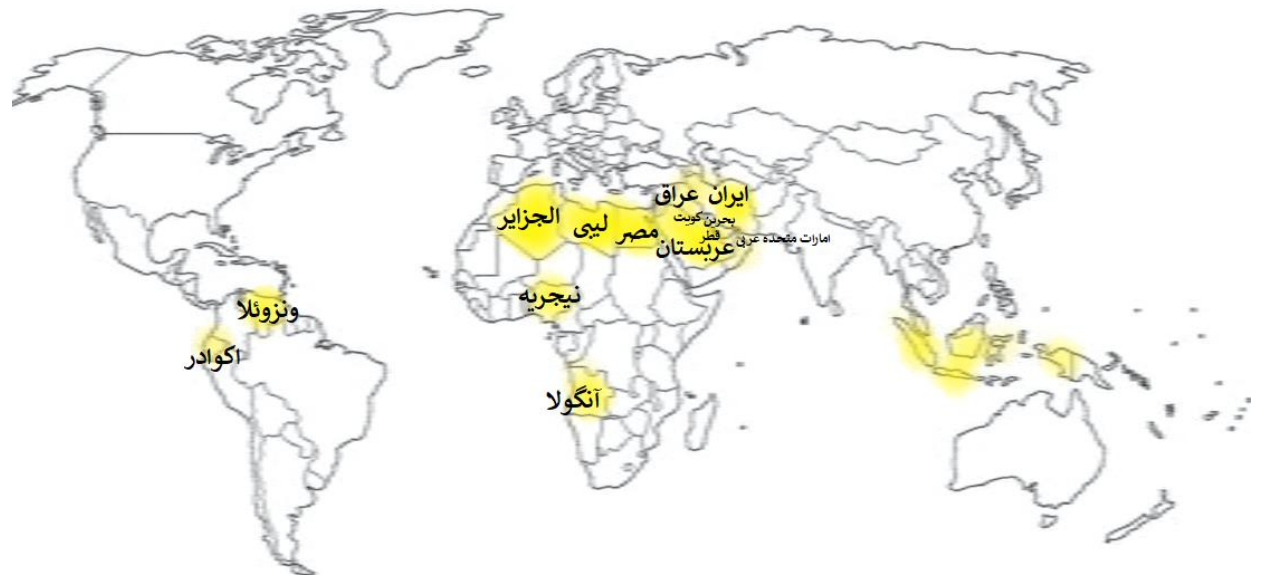 ایران عراق
بحرین کویت
الجزایر لیبی مصر
قطر
امارات متحده عربی
عربستان
نیجریه
ونزوئلا
اکوادر
آنگولا